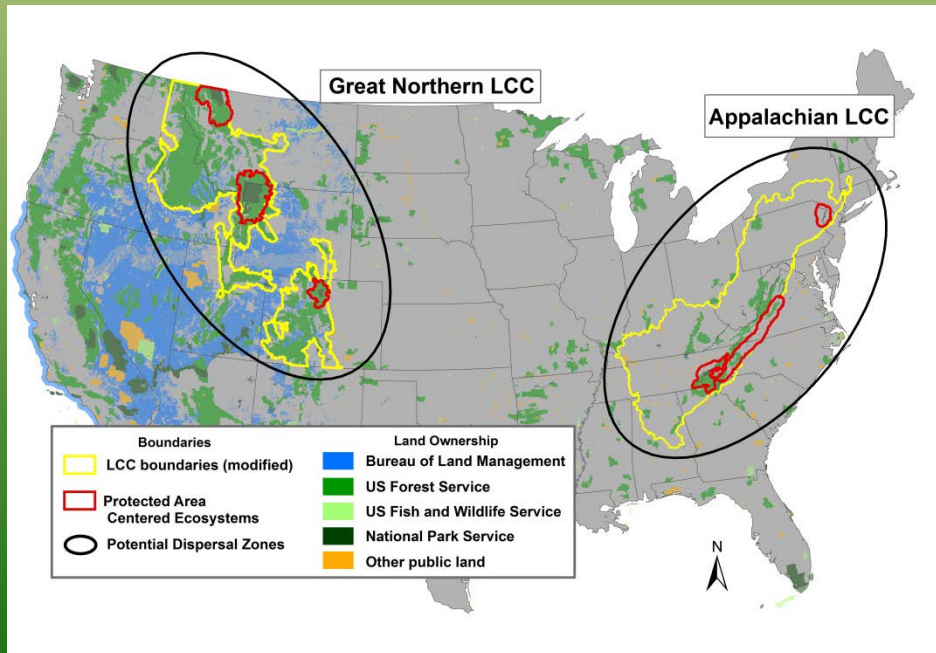 Great Northern LCC
Appalachian LCC
Boundaries
LCC boundaries (modified)
Protected Area
Centered Ecosystems
Potential Dispersal Zones
Land Ownership
Bureau of Land Management
US Forest Service
US Fish and Wildlife Service
National Park Service
Other public land
N